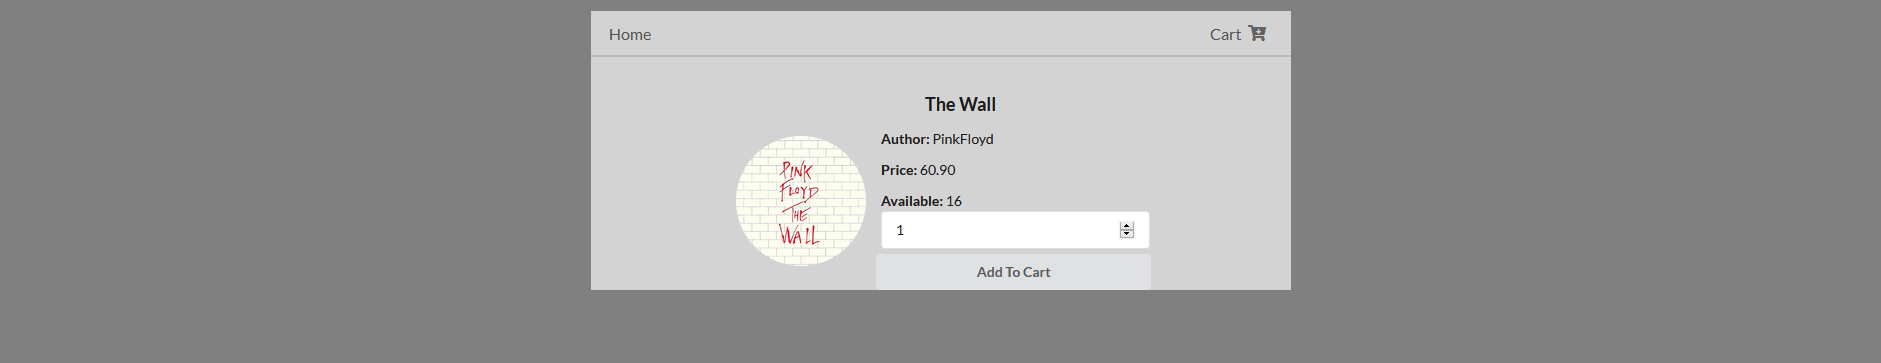 Home
Cart
The Wall
Author: PinkFloyd
Price: 60.90
Available: 16
PINK
FLOYD
THE
WALL
1
Add To Cart